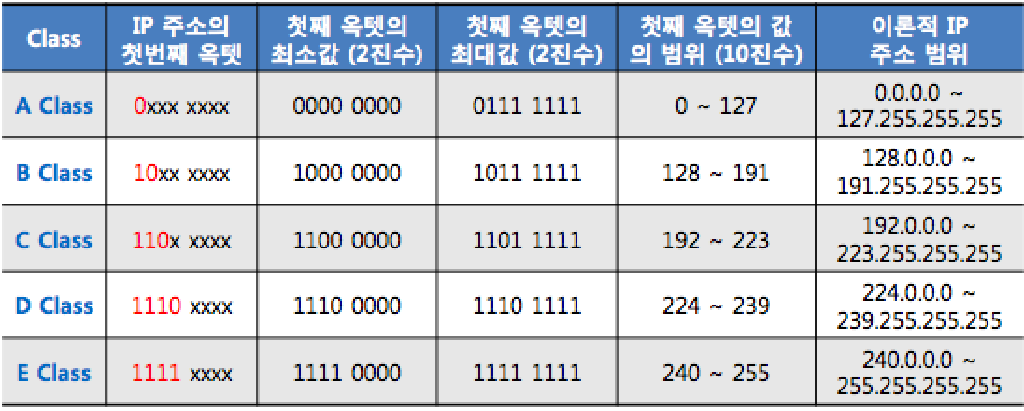 Class IP 주소의 첫번째 옥텟 첫째 옥텟의 최소값 (2진수) 첫째 옥텟의 최대값 (2진수) 첫째 옥텟의 값의 범위 (10진수) 이론적 IP 주소 범위
A Class 0xxx xxxx 0000 0000 0111 1111 0 ~ 127 0.0.0.0 ~ 127.255.255.255
B Class 10xx xxxx 1000 0000 1011 1111 128 ~ 191 128.0.0.0 ~ 191.255.255.255
C Class 110x xxxx 1100 0000 1101 1111 192 ~ 223 192.0.0.0 ~ 223.255.255.255
D Class 1110 xxxx 1110 0000 1110 1111 224 ~ 239 224.0.0.0 ~ 239.255.255.255
E Class 1111 xxxx 1111 0000 1111 1111 240 ~ 255 240.0.0.0 ~ 255.255.255.255